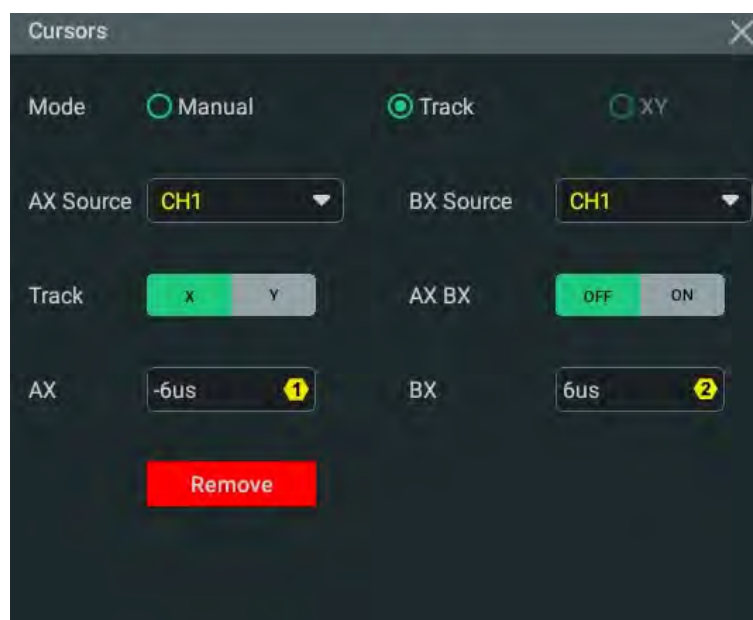 Cursors
Mode Manual Track XY
AX Source CH1 BX Source CH1
Track X Y AX BX OFF ON
AX -6us 1 BX 6us 2
Remove